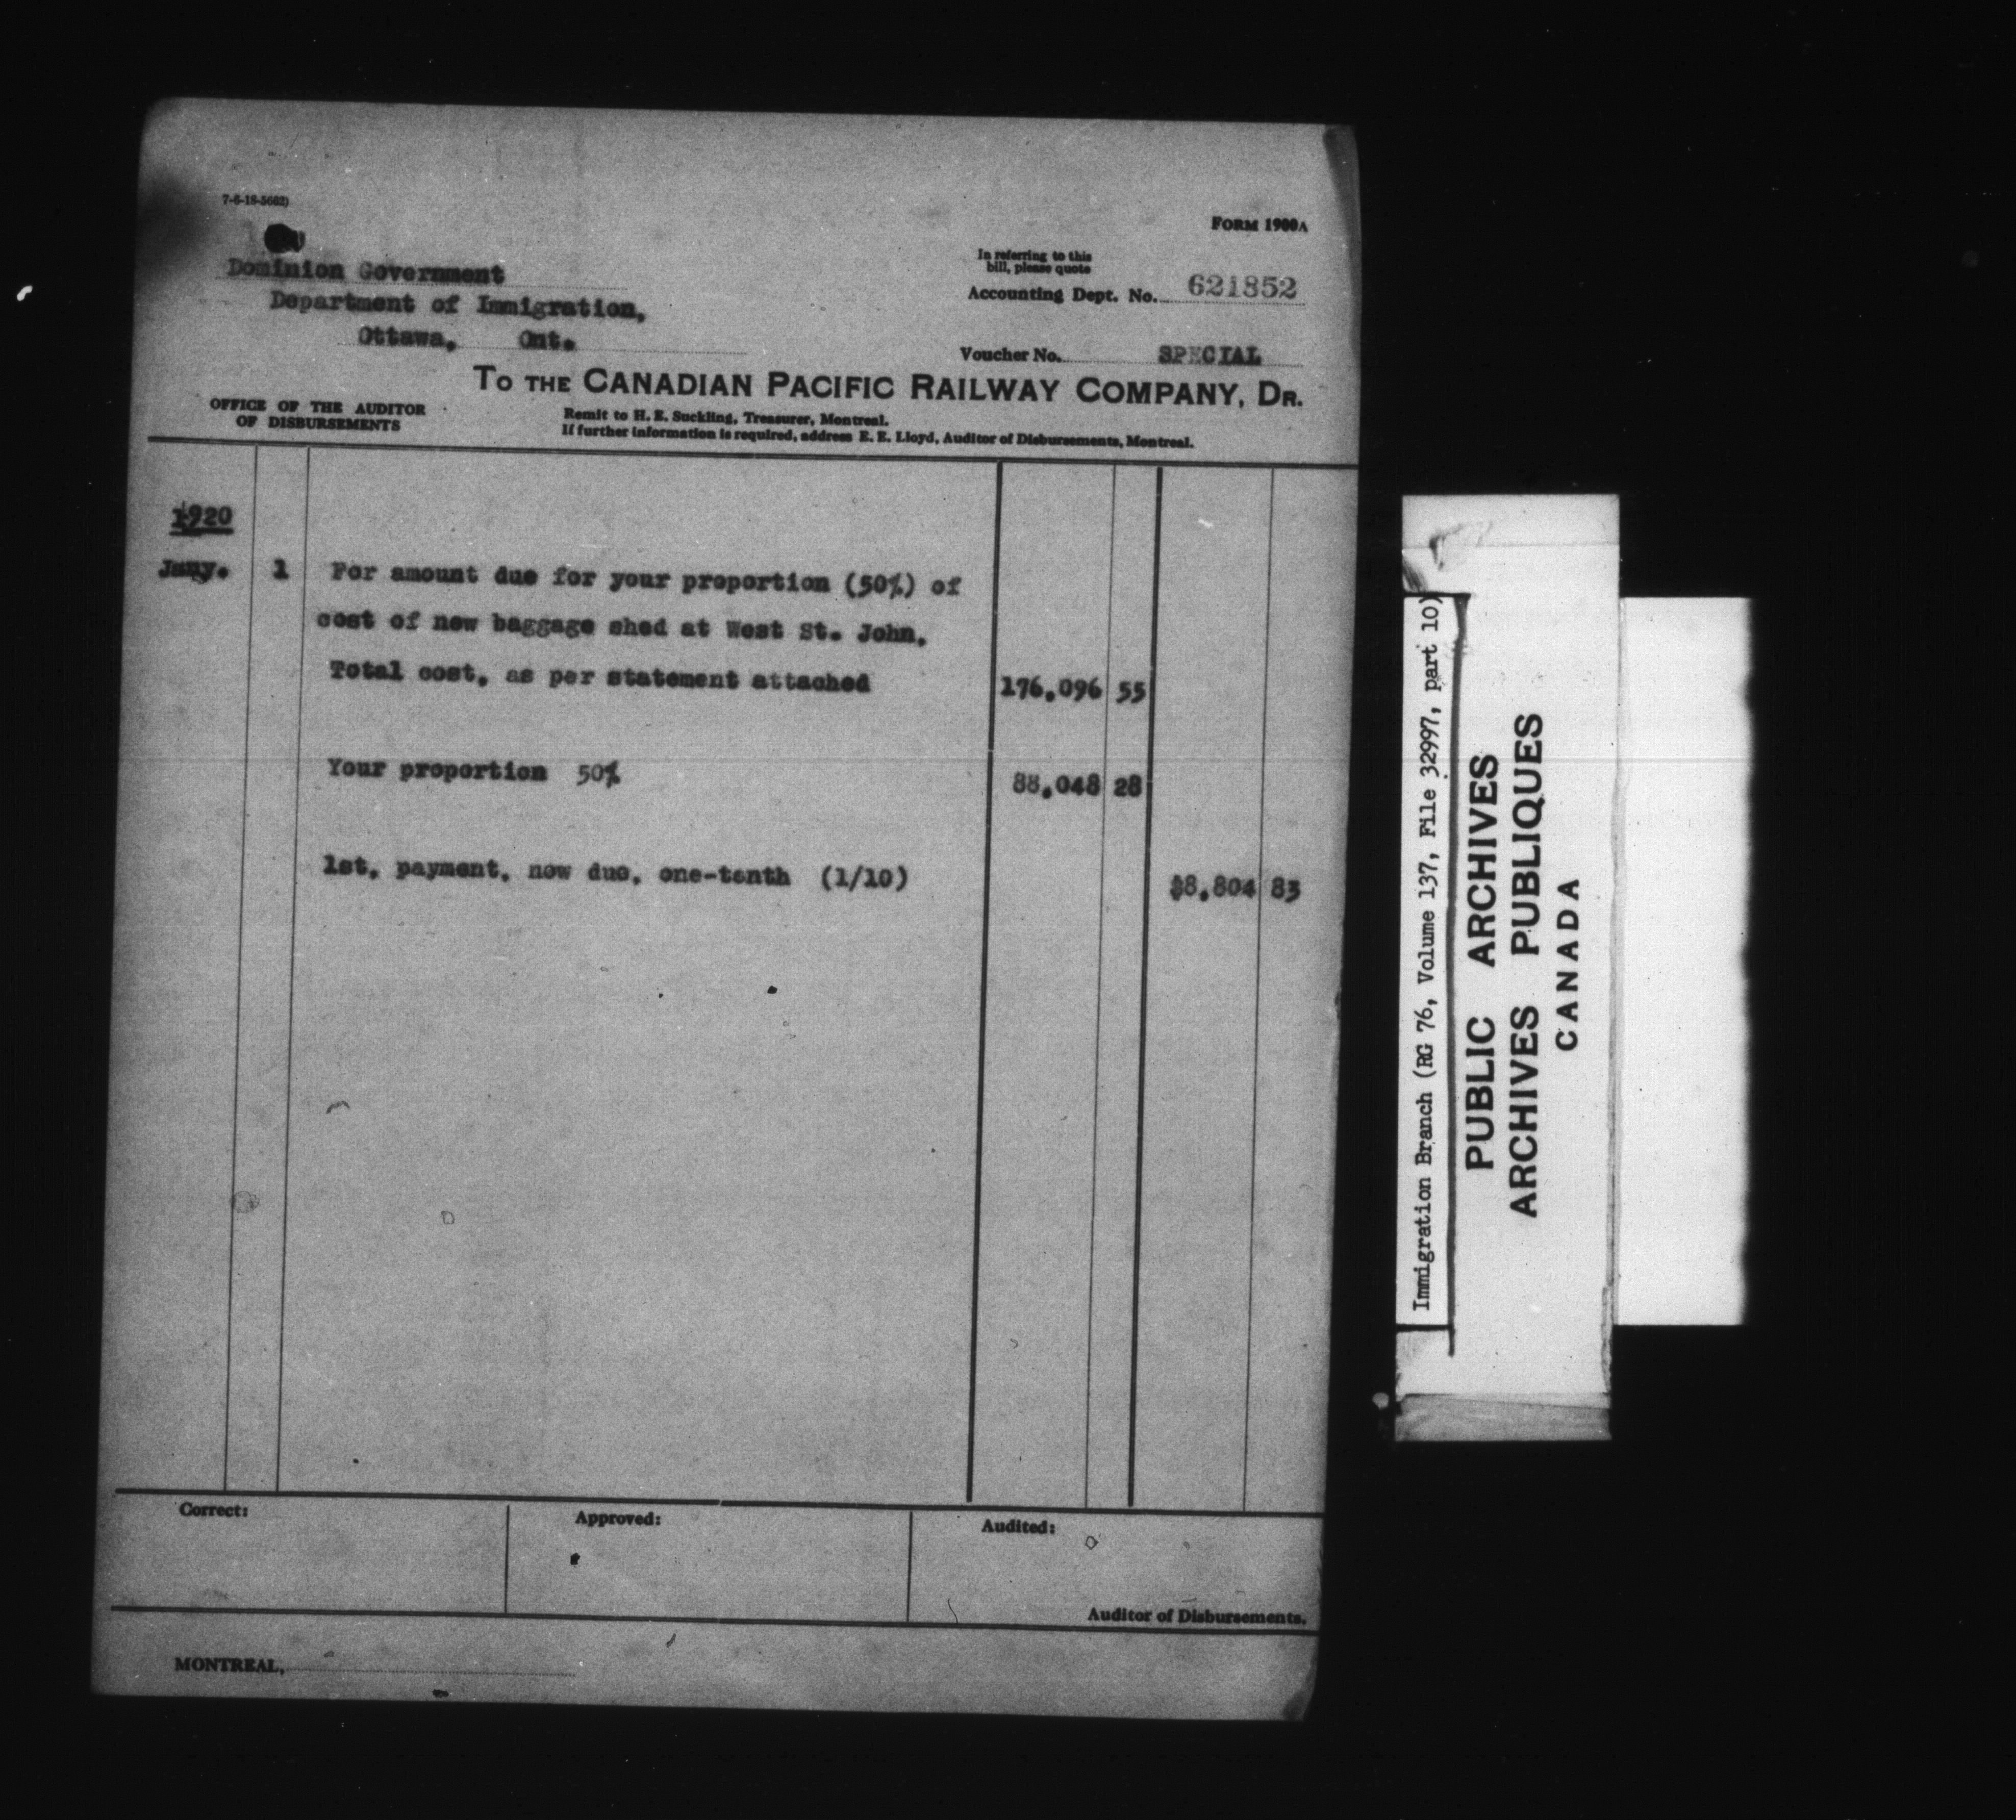 7-6-18-5662)
FORM 1900A
Dominion Government
Department of Immigration,
Ottawa, Ont.
In referring to this
bill, please quote
Accounting Dept. No. 621852
Voucher No. SPECIAL
TO THE CANADIAN PACIFIC RAILWAY COMPANY, DR.
OFFICE OF THE AUDITOR
OF DISBURSEMENTS
Remit to H. E. Suckling, Treasurer, Montreal.
If further information is required, address E. E. Lloyd, Auditor of Disbursements, Montreal.
1920
Jany. 1 For amount due for your proportion (50%) of
cost of new baggage shed at West St. John.
Total cost, as per statement attached 176,096 55
Your proportion 50% 88,048 28
1st, payment, now due, one-tenth (1/10) $8,804 83
Correct:
Approved:
Audited:
Auditor of Disbursements.
MONTREAL,
Immigration Branch (RG 76, Volume 137, File 32997, part 10)
PUBLIC ARCHIVES
ARCHIVES PUBLIQUES
CANADA